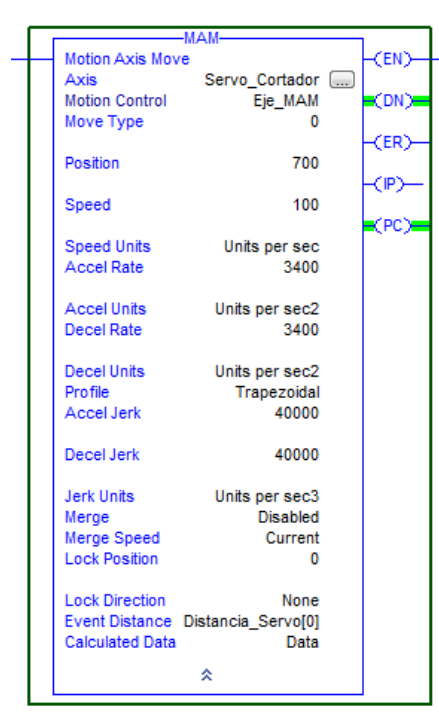 MAM
Motion Axis Move (EN)
Axis Servo_Cortador ...
Motion Control Eje_MAM (DN)
Move Type 0
(ER)
Position 700
(IP)
Speed 100
(PC)
Speed Units Units per sec
Accel Rate 3400
Accel Units Units per sec2
Decel Rate 3400
Decel Units Units per sec2
Profile Trapezoidal
Accel Jerk 40000
Decel Jerk 40000
Jerk Units Units per sec3
Merge Disabled
Merge Speed Current
Lock Position 0
Lock Direction None
Event Distance Distancia_Servo[0]
Calculated Data Data